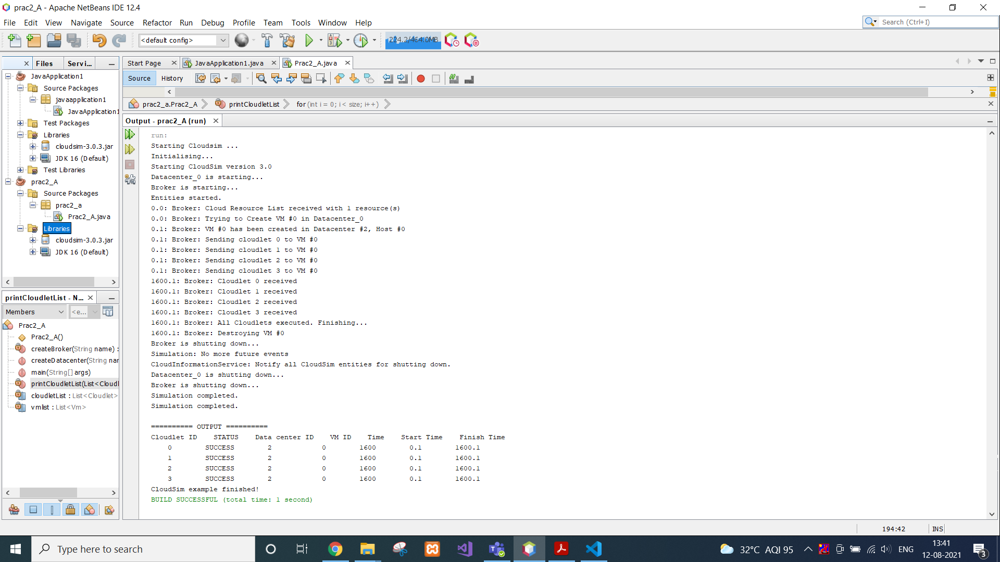 prac2_A - Apache NetBeans IDE 12.4
File Edit View Navigate Source Refactor Run Debug Profile Team Tools Window Help
Search (Ctrl+I)
<default config>
224.2/464.0MB
Files Servi...
Start Page JavaApplication1.java Prac2_A.java
Source History
prac2_a.Prac2_A printCloudletList for (int i = 0; i < size; i++)
JavaApplication1
Source Packages
javaapplication1
JavaApplication1
Test Packages
Libraries
cloudsim-3.0.3.jar
JDK 16 (Default)
Test Libraries
prac2_A
Source Packages
prac2_a
Prac2_A.java
Libraries
cloudsim-3.0.3.jar
JDK 16 (Default)
printCloudletList - N...
Members <e...
Prac2_A
Prac2_A()
createBroker(String name) :
createDatacenter(String nar
main(String[] args)
printCloudletList(List<Cloudl
cloudletList : List<Cloudlet>
vmlist : List<Vm>
Output - prac2_A (run)
run:
Starting Cloudsim ...
Initialising...
Starting CloudSim version 3.0
Datacenter_0 is starting...
Broker is starting...
Entities started.
0.0: Broker: Cloud Resource List received with 1 resource(s)
0.0: Broker: Trying to Create VM #0 in Datacenter_0
0.1: Broker: VM #0 has been created in Datacenter #2, Host #0
0.1: Broker: Sending cloudlet 0 to VM #0
0.1: Broker: Sending cloudlet 1 to VM #0
0.1: Broker: Sending cloudlet 2 to VM #0
0.1: Broker: Sending cloudlet 3 to VM #0
1600.1: Broker: Cloudlet 0 received
1600.1: Broker: Cloudlet 1 received
1600.1: Broker: Cloudlet 2 received
1600.1: Broker: Cloudlet 3 received
1600.1: Broker: All Cloudlets executed. Finishing...
1600.1: Broker: Destroying VM #0
Broker is shutting down...
Simulation: No more future events
CloudInformationService: Notify all CloudSim entities for shutting down.
Datacenter_0 is shutting down...
Broker is shutting down...
Simulation completed.
Simulation completed.
========== OUTPUT ==========
Cloudlet ID STATUS Data center ID VM ID Time Start Time Finish Time
0 SUCCESS 2 0 1600 0.1 1600.1
1 SUCCESS 2 0 1600 0.1 1600.1
2 SUCCESS 2 0 1600 0.1 1600.1
3 SUCCESS 2 0 1600 0.1 1600.1
CloudSim example finished!
BUILD SUCCESSFUL (total time: 1 second)
194:42 INS
Type here to search
32°C AQI 95
ENG
13:41
12-08-2021
3